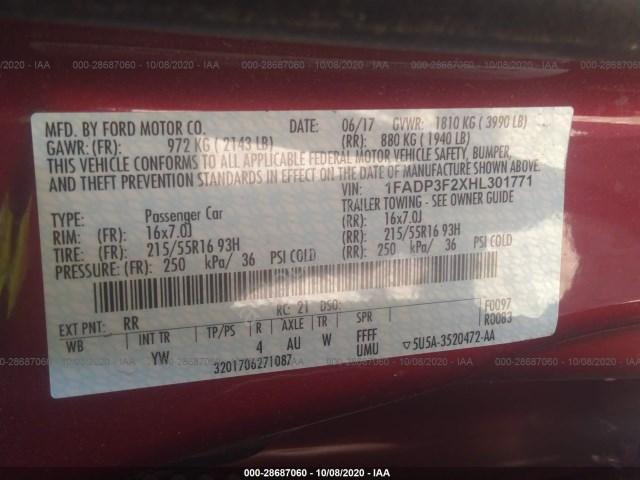 000-28687060 - 10/08/2020 - IAA
MFD. BY FORD MOTOR CO. DATE: 06/17 GVWR: 1810 KG ( 3990 LB)
GAWR: (FR): 972 KG ( 2143 LB) (RR): 880 KG ( 1940 LB)
THIS VEHICLE CONFORMS TO ALL APPLICABLE FEDERAL MOTOR VEHICLE SAFETY, BUMPER,
AND THEFT PREVENTION STANDARDS IN EFFECT ON THE DATE OF MANUFACTURE SHOWN ABOVE.
VIN: 1FADP3F2XHL301771
TYPE: Passenger Car TRAILER TOWING - SEE OWNER GUIDE
RIM: (FR): 16x7.0J (RR): 16x7.0J
TIRE: (FR): 215/55R16 93H (RR): 215/55R16 93H
PRESSURE: (FR): 250 kPa/ 36 PSI COLD (RR): 250 kPa/ 36 PSI COLD
RC: 21 DSO: F0097
EXT PNT: RR R0083
WB INT TR TP/PS R AXLE TR SPR
YW 4 AU W FFFF
UMU ▽5U5A-3520472-AA
3201706271087
000-28687060 - 10/08/2020 - IAA